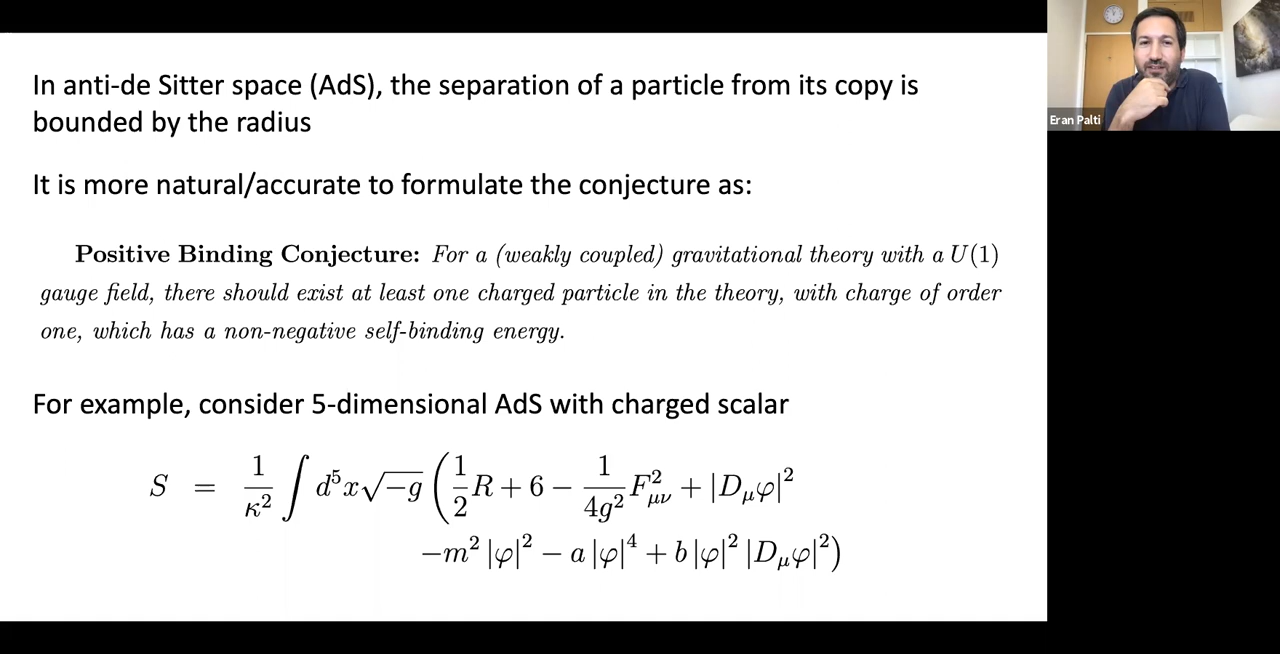 In anti-de Sitter space (AdS), the separation of a particle from its copy is
bounded by the radius
It is more natural/accurate to formulate the conjecture as:
Positive Binding Conjecture: For a (weakly coupled) gravitational theory with a U(1)
gauge field, there should exist at least one charged particle in the theory, with charge of order
one, which has a non-negative self-binding energy.
For example, consider 5-dimensional AdS with charged scalar
S = 1/κ² ∫ d⁵x√−g (1/2 R + 6 − 1/4g² F²μν + |Dμφ|²
−m² |φ|² − a |φ|⁴ + b |φ|² |Dμφ|²)
Eran Palti